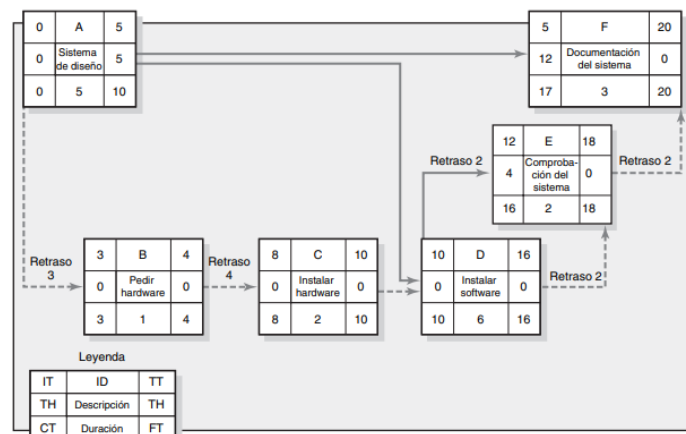 0 A 5
0 Sistema de diseño 5
0 5 10
5 F 20
12 Documentación del sistema 0
17 3 20
12 E 18
4 Comproba-ción del sistema 0
16 2 18
Retraso 2
Retraso 2
Retraso 3
3 B 4
0 Pedir hardware 0
3 1 4
Retraso 4
8 C 10
0 Instalar hardware 0
8 2 10
10 D 16
0 Instalar software 0
10 6 16
Retraso 2
Leyenda
IT ID TT
TH Descripción TH
CT Duración FT